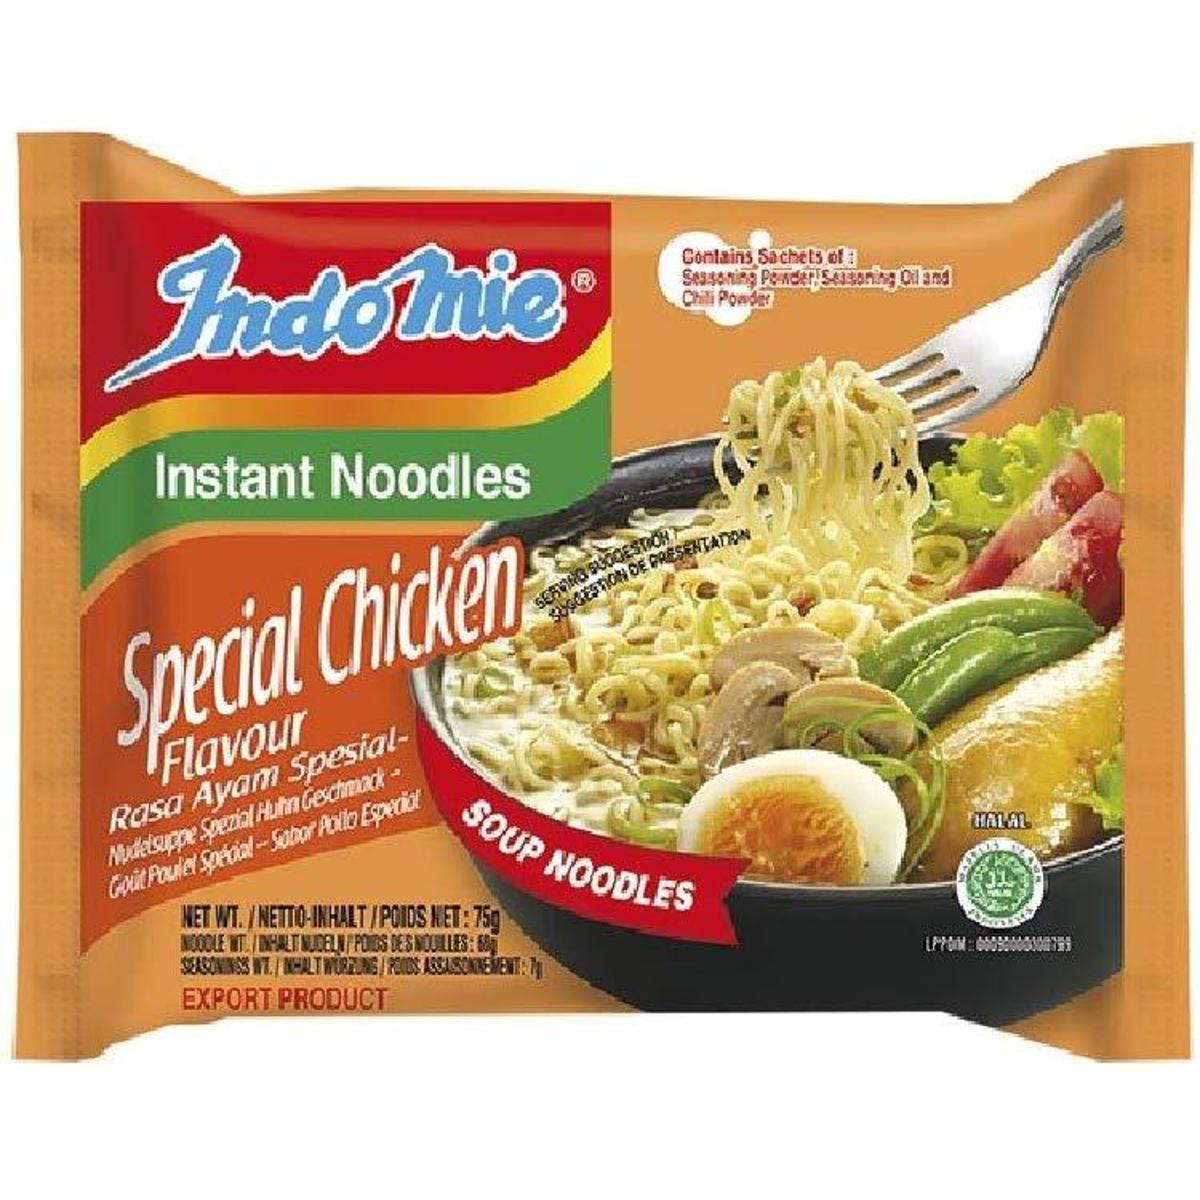 Indomie®
Instant Noodles
Contains Sachets of :
Seasoning Powder, Seasoning Oil and
Chili Powder
SERVING SUGGESTION
SUGGESTION DE PRÉSENTATION
Special Chicken
Flavour
Rasa Ayam Spesial-
Nudelsuppe Spezial Huhn Geschmack -
Goût Poulet Spécial - Sabor Pollo Especial
SOUP NOODLES
NET WT. / NETTO-INHALT / POIDS NET : 75g
NOODLE WT. / INHALT NUDELN / POIDS DES NOUILLES : 68g
SEASONINGS WT. / INHALT WÜRZUNG / POIDS ASSAISONNEMENT : 7g
EXPORT PRODUCT
HALAL
LPPOM :